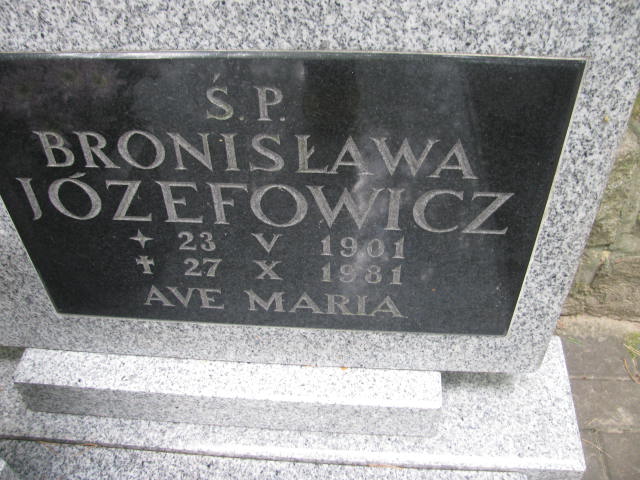 Ś.P.
BRONISŁAWA
JÓZEFOWICZ
23 V 1901
✝ 27 X 1981
AVE MARIA